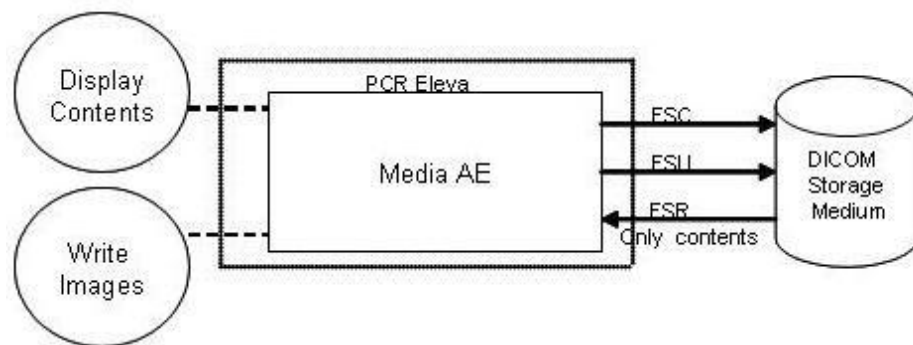 Display
Contents
PCR Eleva
Media AE
FSC
FSU
FSR
Only contents
DICOM
Storage
Medium
Write
Images